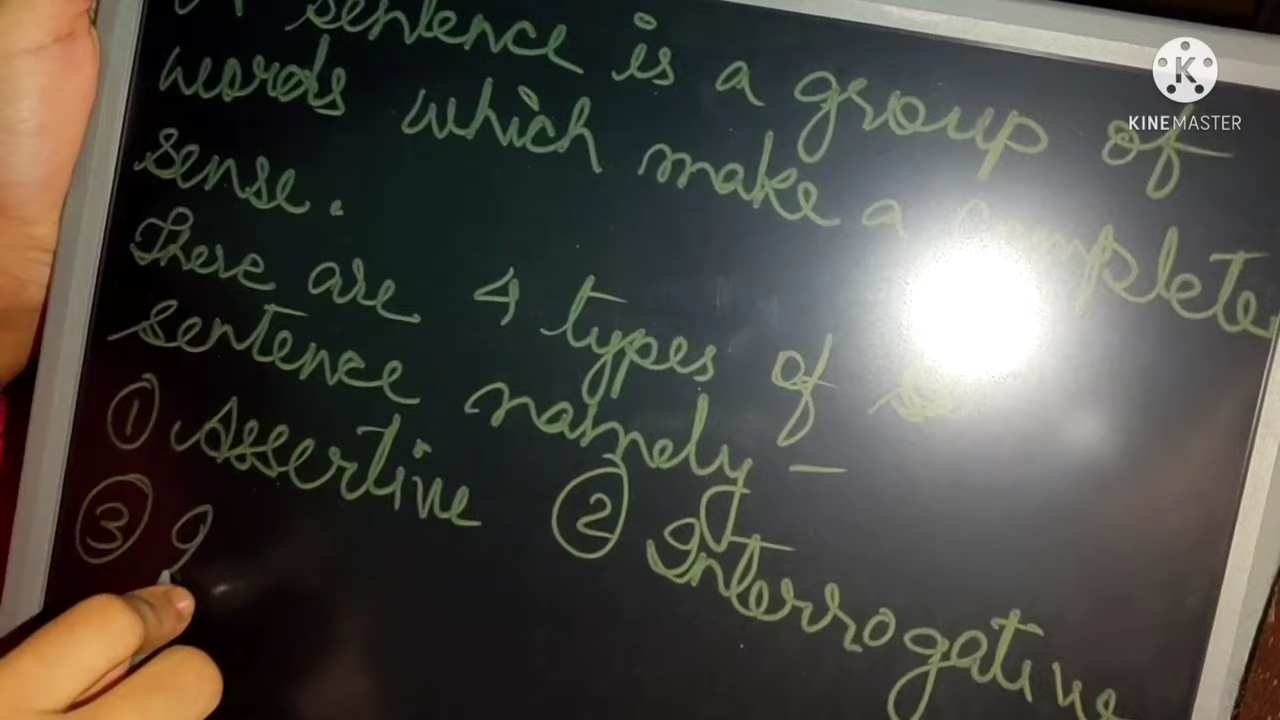 A sentence is a group of
words which make a complete
sense.
There are 4 types of
sentence namely –
① Assertive ② Interrogative
③
KINEMASTER